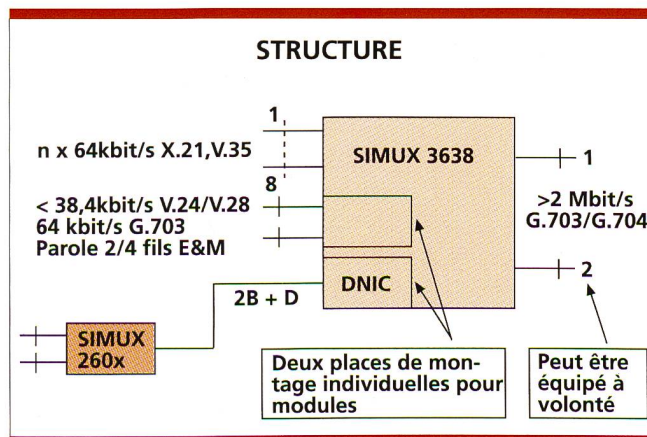 STRUCTURE
1
n x 64kbit/s X.21,V.35
8
< 38,4kbit/s V.24/V.28
64 kbit/s G.703
Parole 2/4 fils E&M
SIMUX 3638
1
>2 Mbit/s
G.703/G.704
2
DNIC
2B + D
SIMUX
260x
Deux places de mon-
tage individuelles pour
modules
Peut être
équipé à
volonté